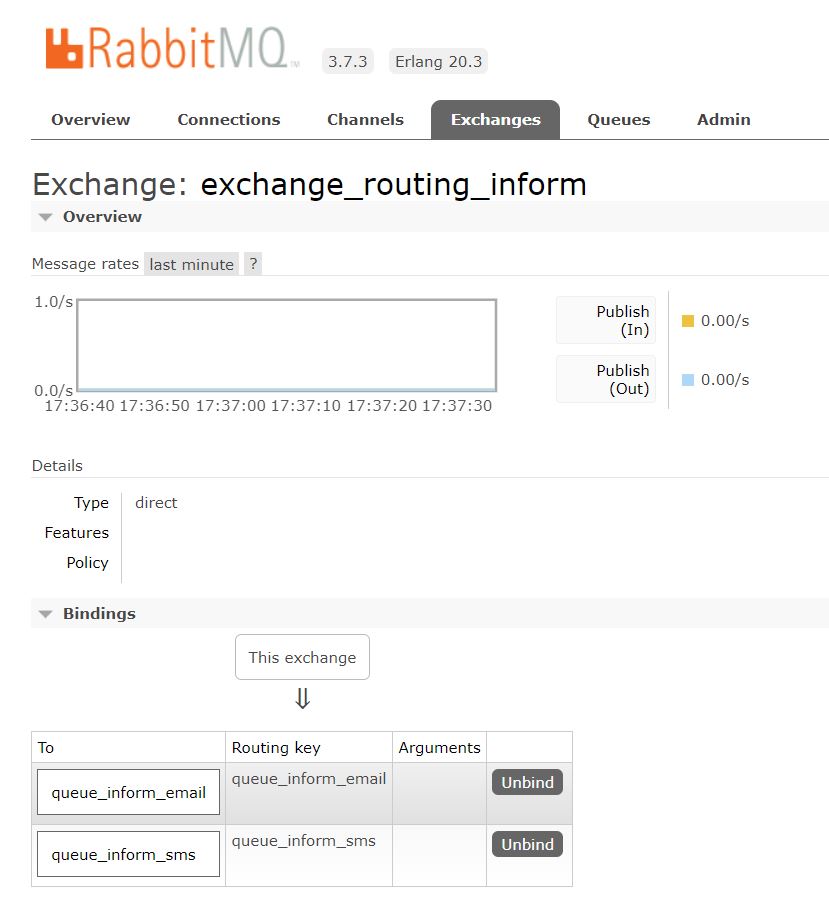 RabbitMQ TM 3.7.3 Erlang 20.3
Overview Connections Channels Exchanges Queues Admin
Exchange: exchange_routing_inform
Overview
Message rates last minute ?
1.0/s
0.0/s
17:36:40 17:36:50 17:37:00 17:37:10 17:37:20 17:37:30
Publish
(In)
0.00/s
Publish
(Out)
0.00/s
Details
Type direct
Features
Policy
Bindings
This exchange
⇓
To Routing key Arguments
queue_inform_email queue_inform_email Unbind
queue_inform_sms queue_inform_sms Unbind